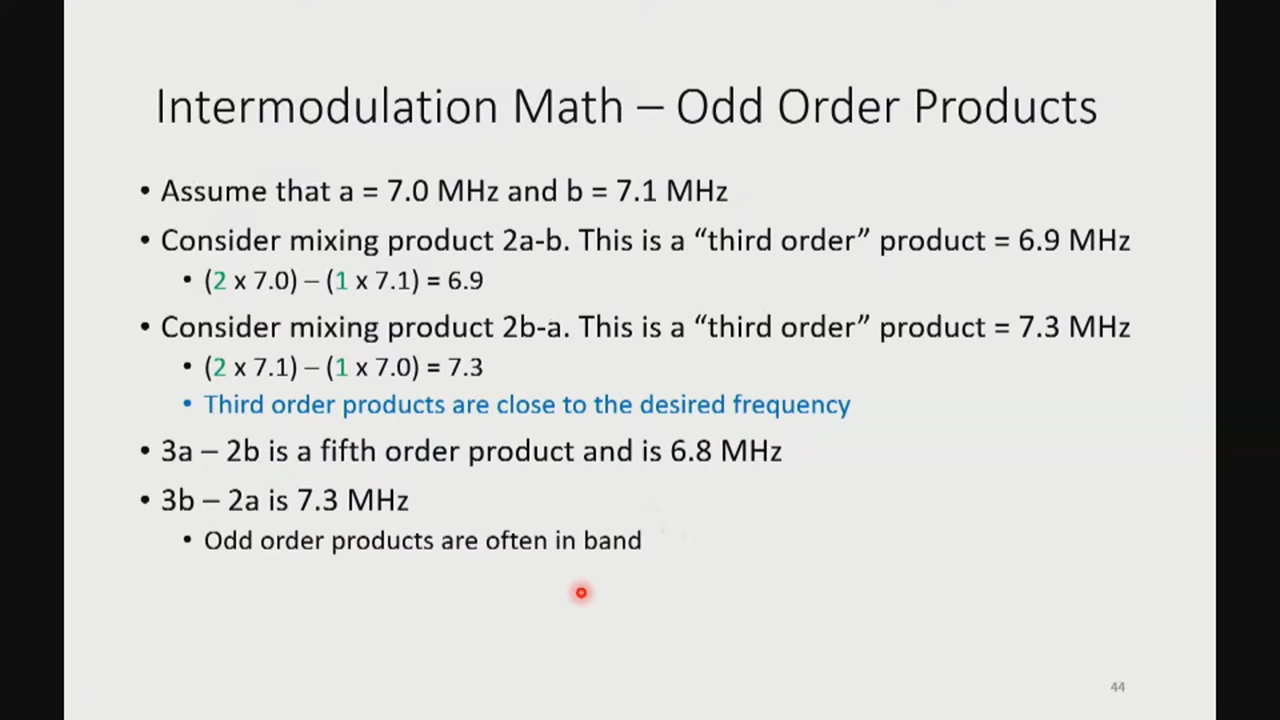 Intermodulation Math – Odd Order Products
• Assume that a = 7.0 MHz and b = 7.1 MHz
• Consider mixing product 2a-b. This is a “third order” product = 6.9 MHz
• (2 x 7.0) – (1 x 7.1) = 6.9
• Consider mixing product 2b-a. This is a “third order” product = 7.3 MHz
• (2 x 7.1) – (1 x 7.0) = 7.3
• Third order products are close to the desired frequency
• 3a – 2b is a fifth order product and is 6.8 MHz
• 3b – 2a is 7.3 MHz
• Odd order products are often in band
44